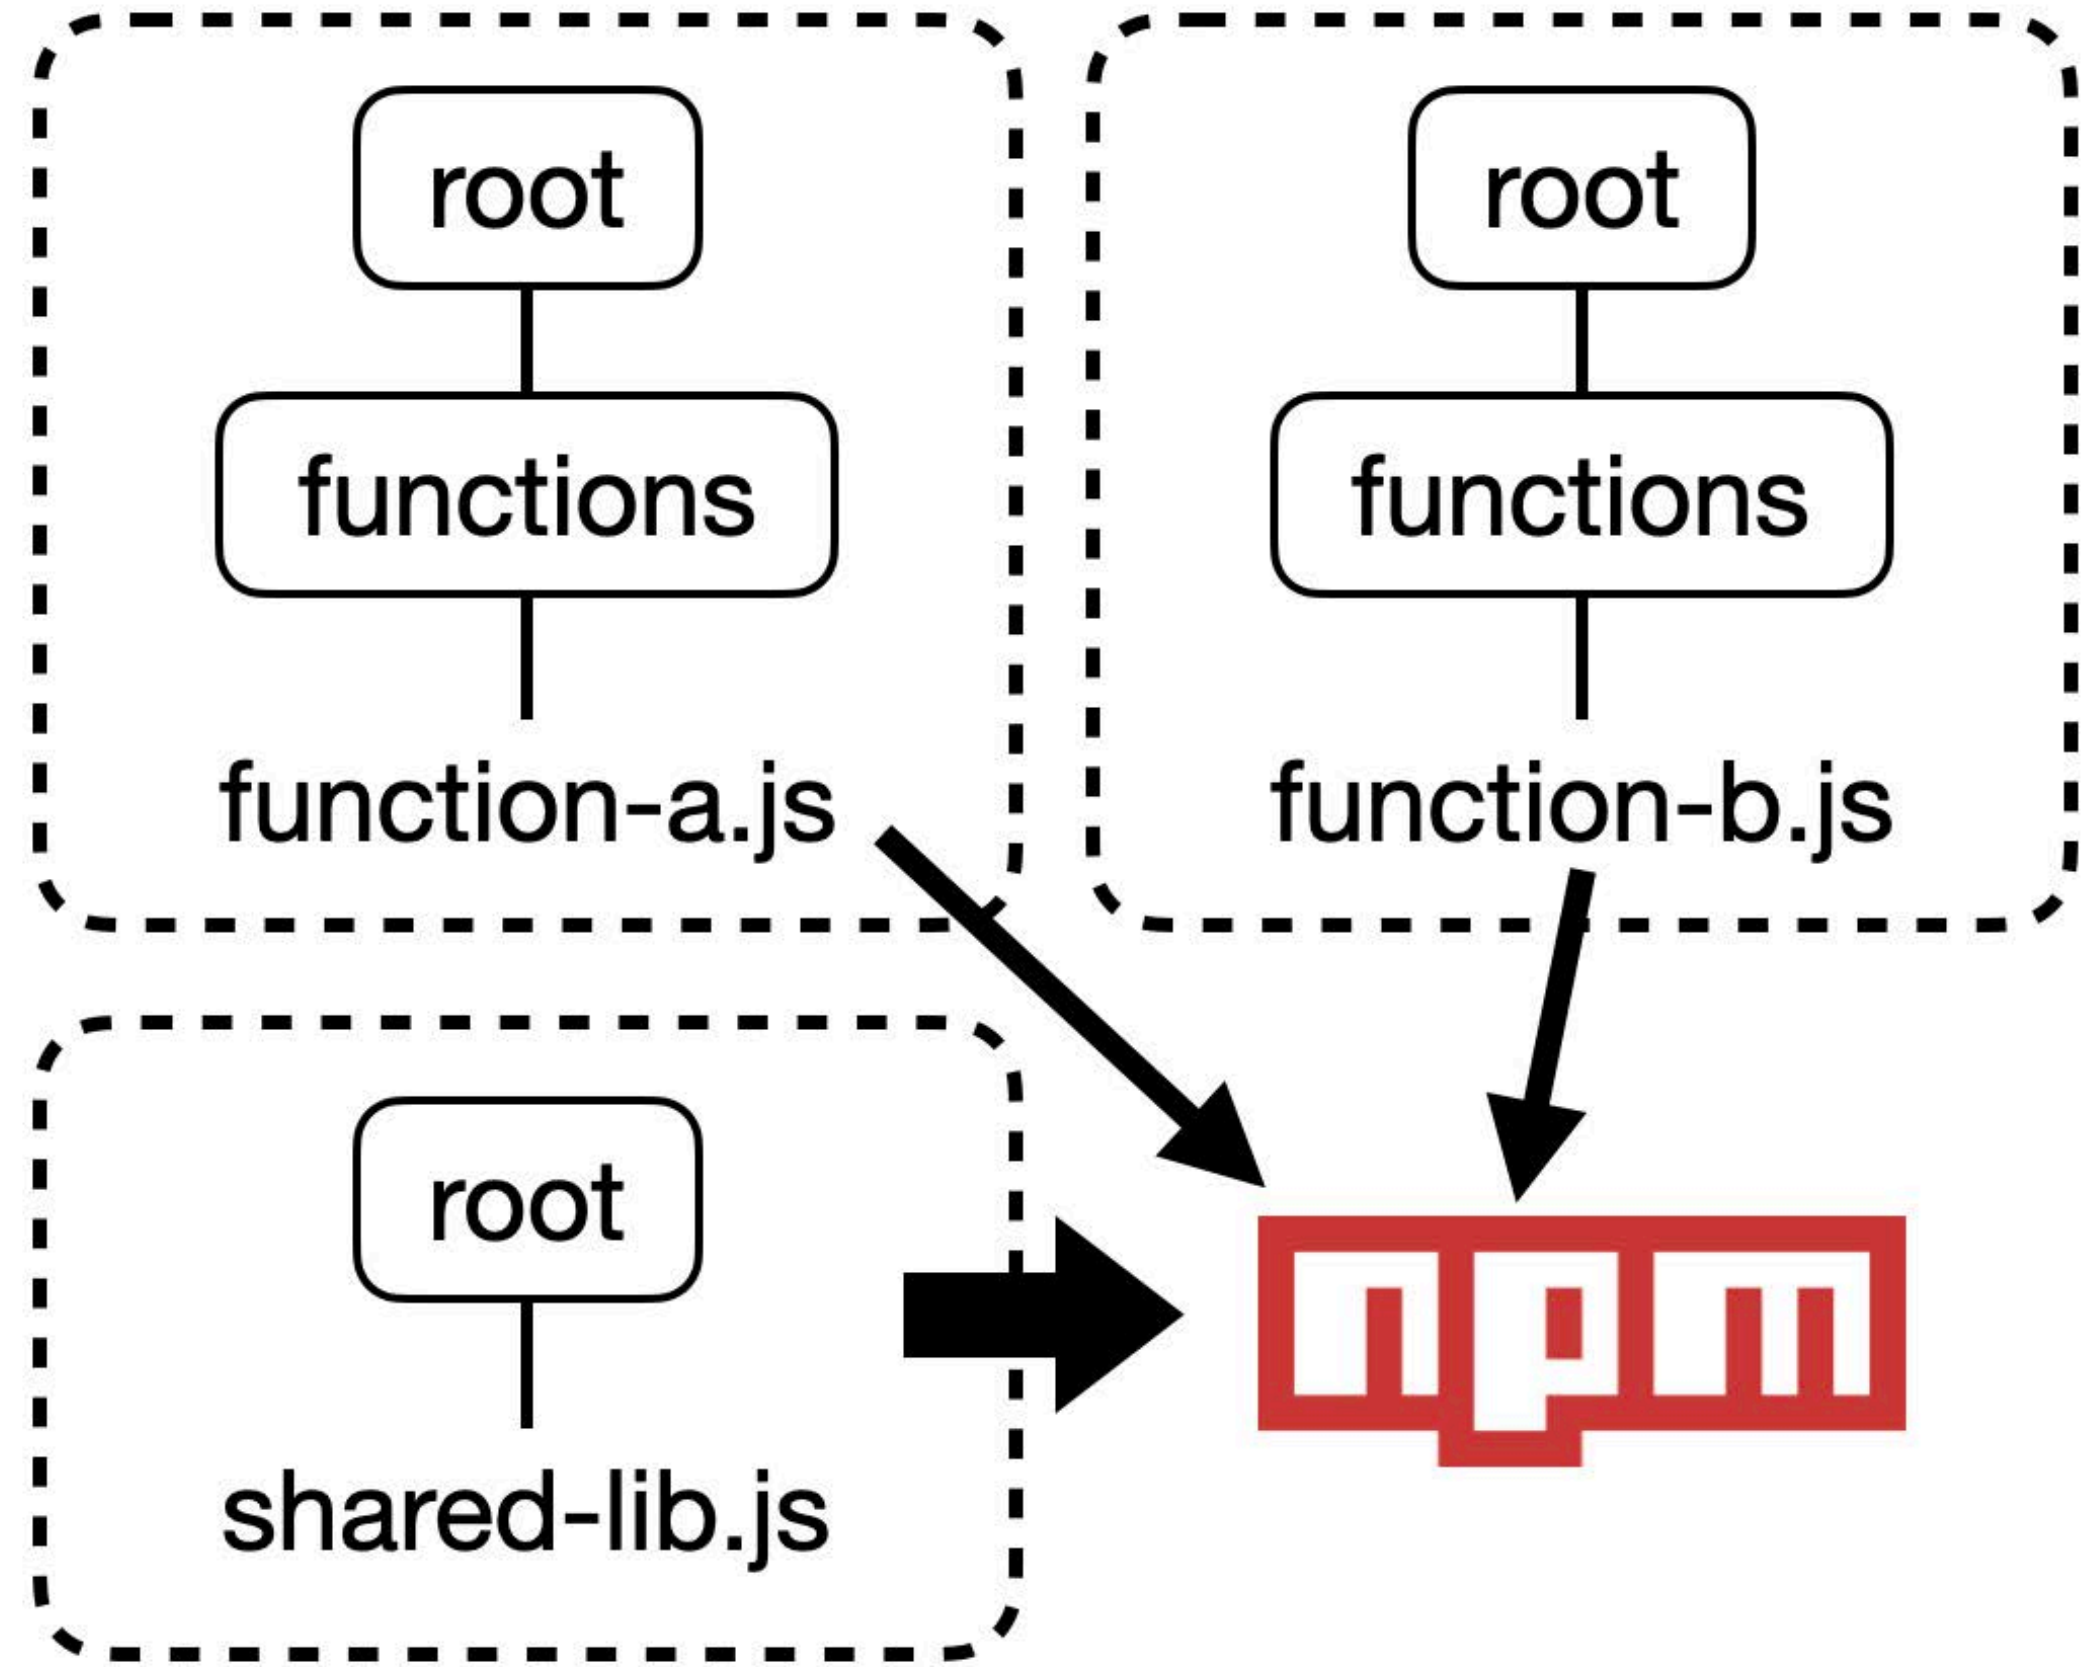 root
functions
function-a.js
root
functions
function-b.js
root
shared-lib.js
npm